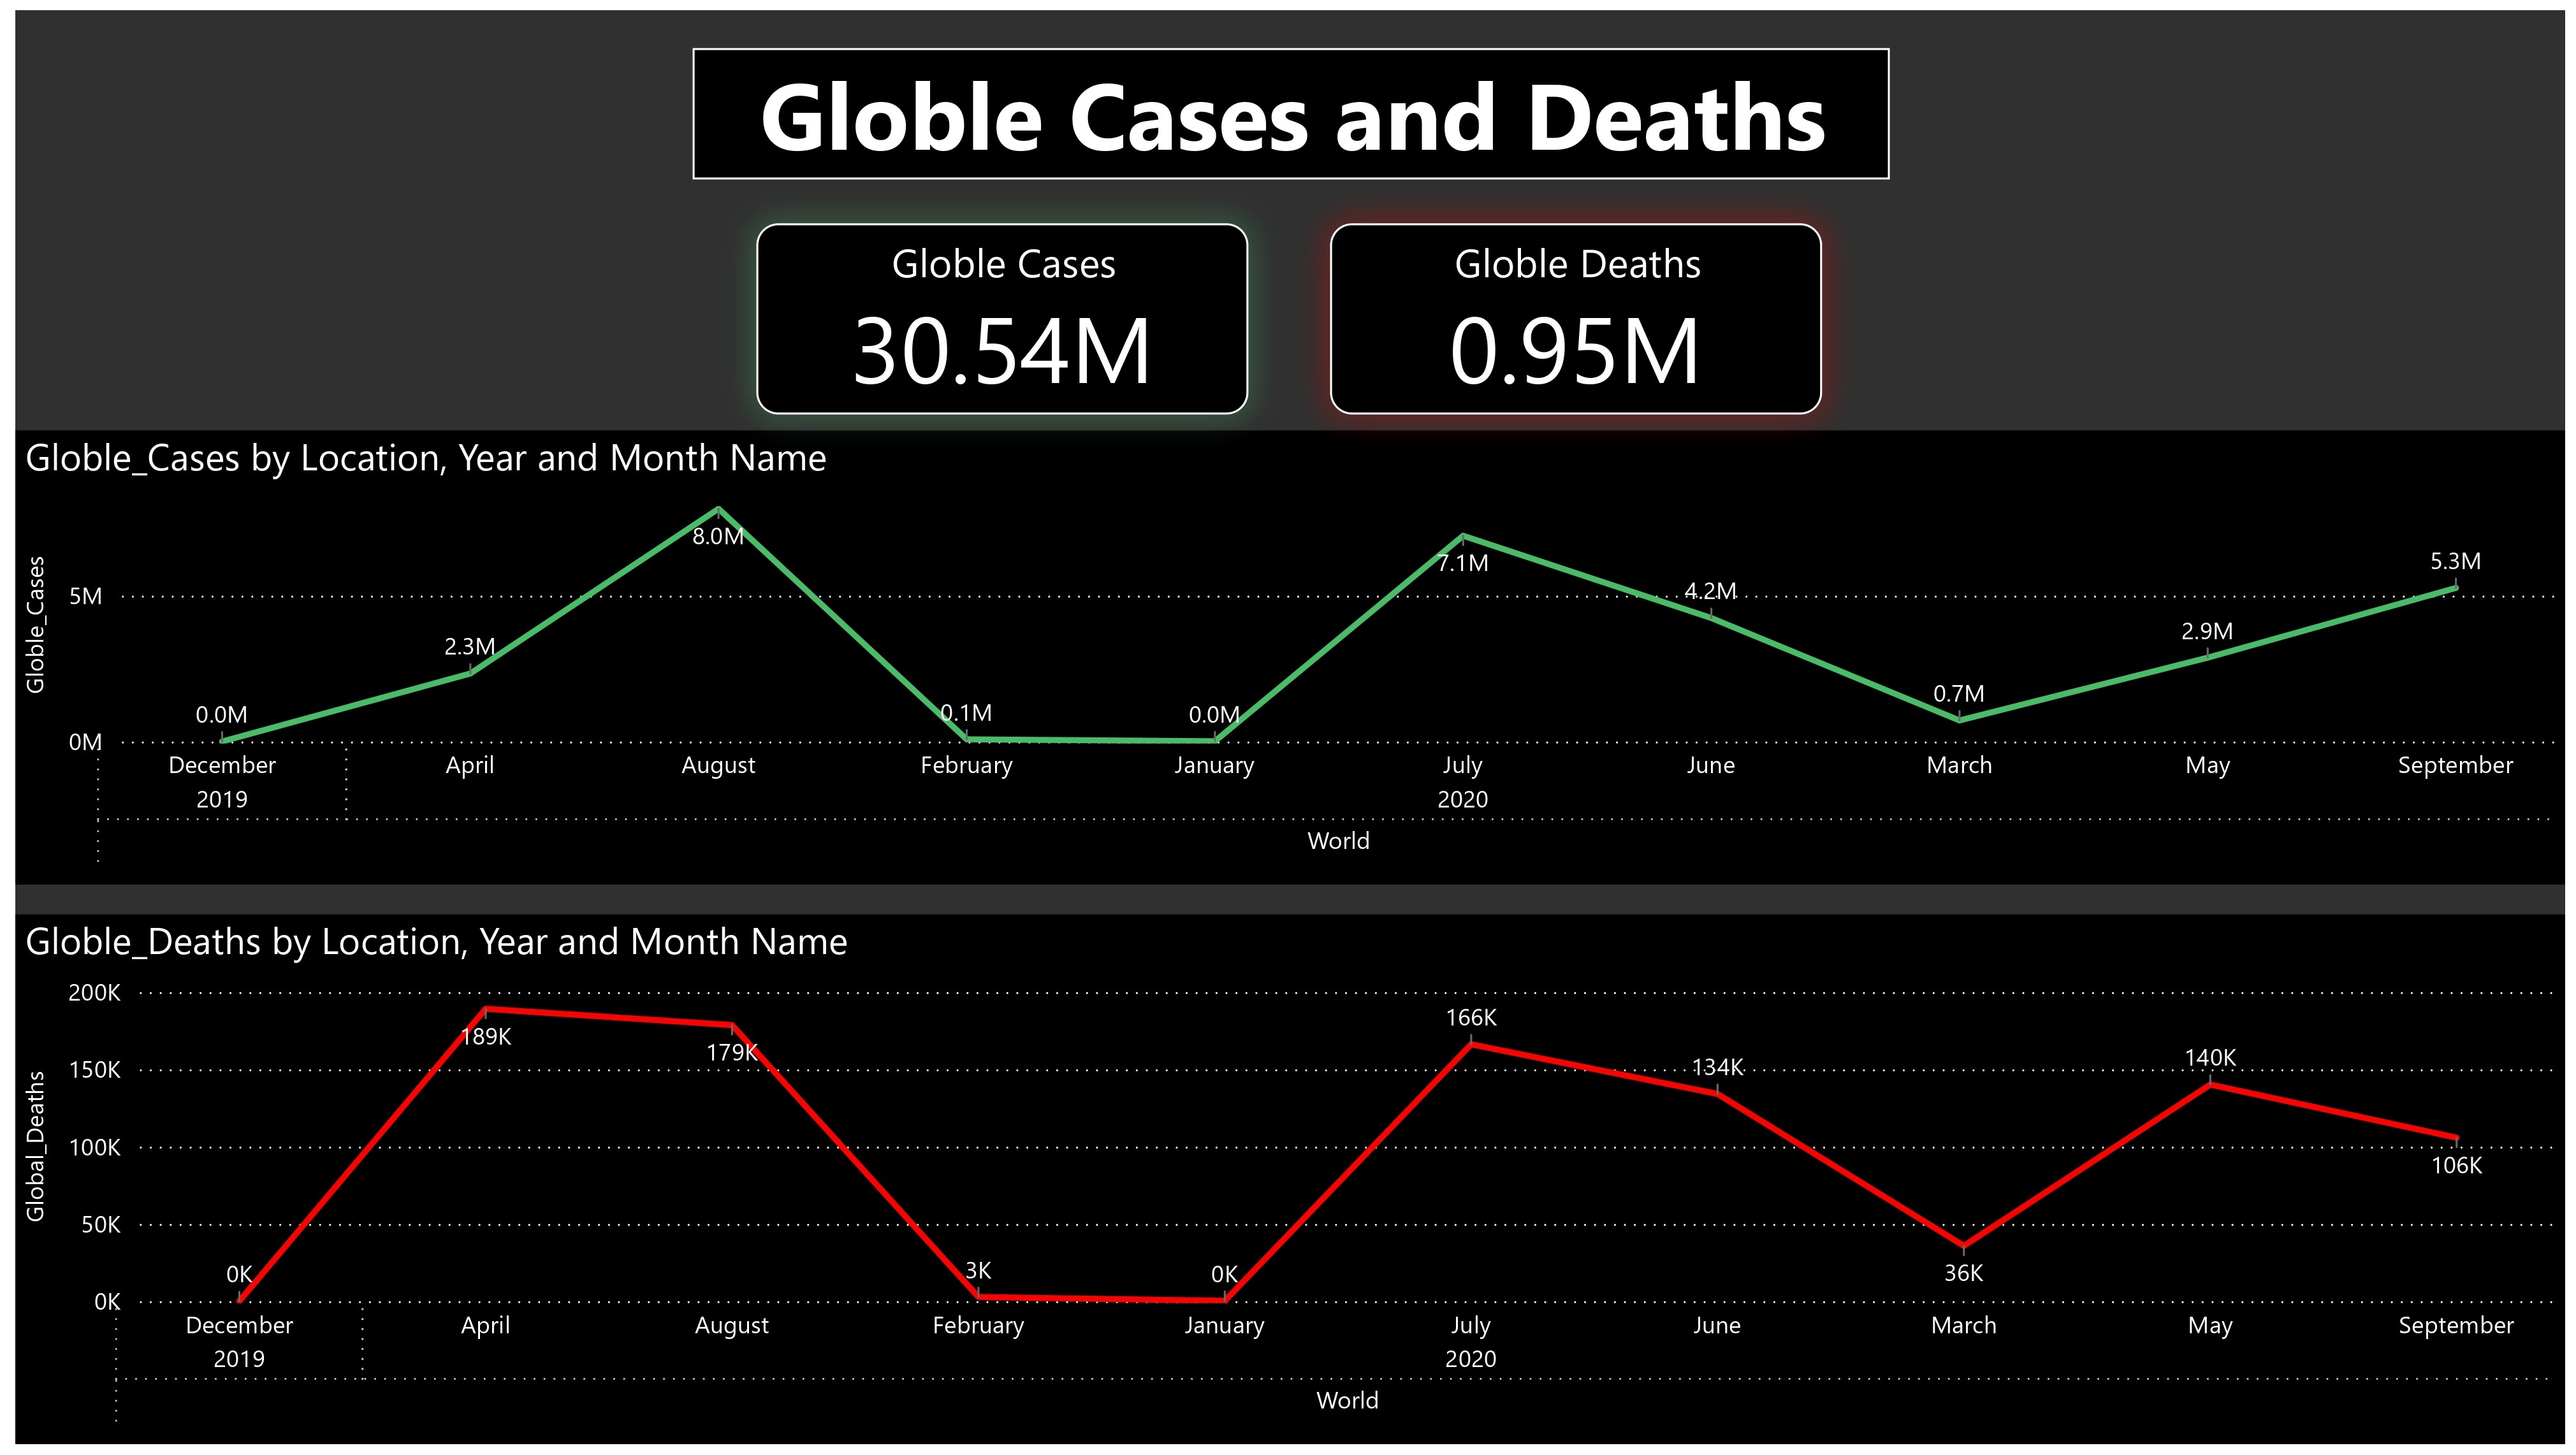 Globle Cases and Deaths
Globle Cases
30.54M
Globle Deaths
0.95M
Globle_Cases by Location, Year and Month Name
Globle_Cases
5M
0M
0.0M
2.3M
8.0M
0.1M
0.0M
7.1M
4.2M
0.7M
2.9M
5.3M
December April August February January July June March May September
2019 2020
World
Globle_Deaths by Location, Year and Month Name
Global_Deaths
200K
150K
100K
50K
0K
0K
189K
179K
3K
0K
166K
134K
36K
140K
106K
December April August February January July June March May September
2019 2020
World